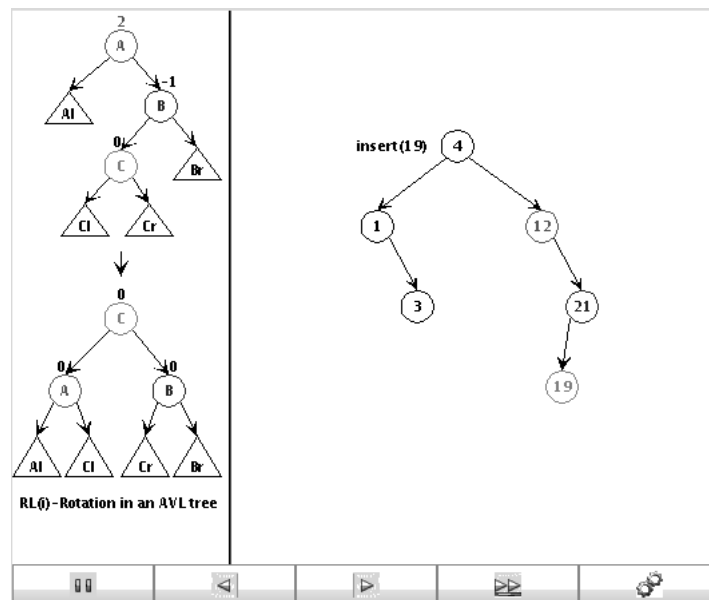 2
A
-1
Al
B
0
C
Br
Cl
Cr
0
C
0
0
A
B
Al
Cl
Cr
Br
RL(i)-Rotation in an AVL tree
insert(19)
4
1
12
3
21
19